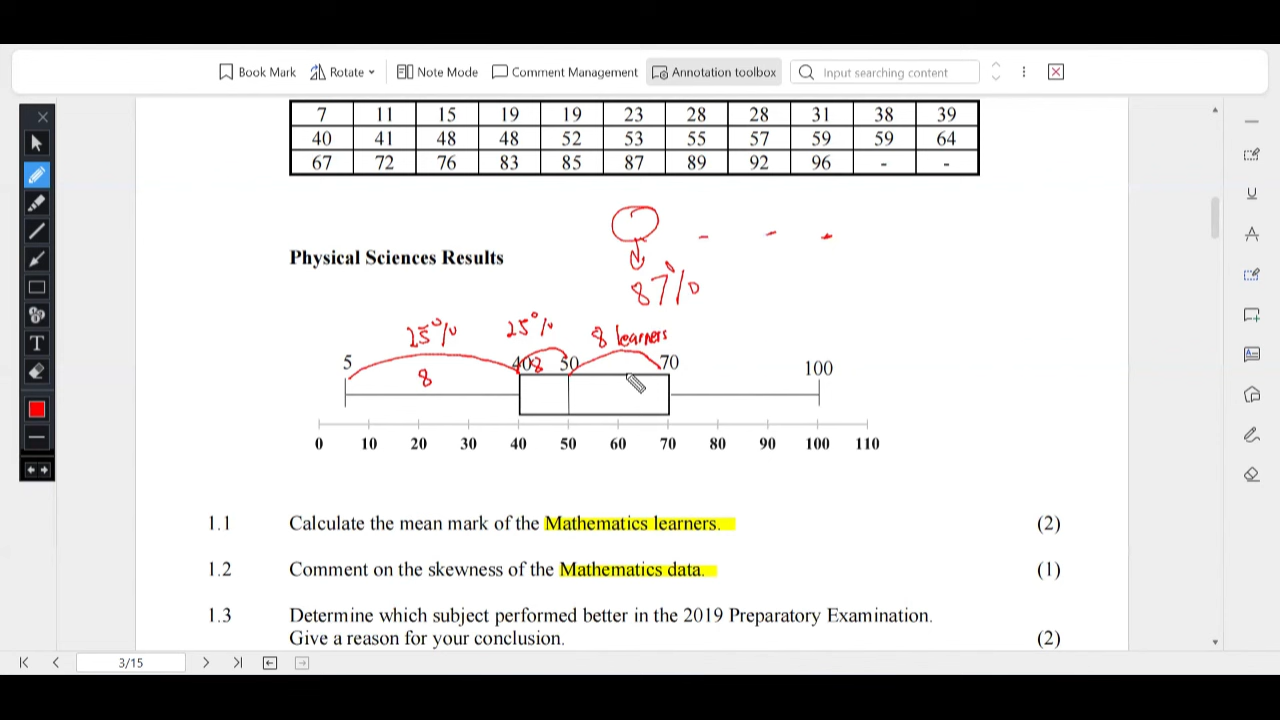 Book Mark Rotate Note Mode Comment Management Annotation toolbox Input searching content
7 11 15 19 19 23 28 28 31 38 39
40 41 48 48 52 53 55 57 59 59 64
67 72 76 83 85 87 89 92 96 - -
Physical Sciences Results
87%
25% 25% 8 learners
5 40 8 50 70 100
8
0 10 20 30 40 50 60 70 80 90 100 110
1.1 Calculate the mean mark of the Mathematics learners. (2)
1.2 Comment on the skewness of the Mathematics data. (1)
1.3 Determine which subject performed better in the 2019 Preparatory Examination.
Give a reason for your conclusion. (2)
3/15